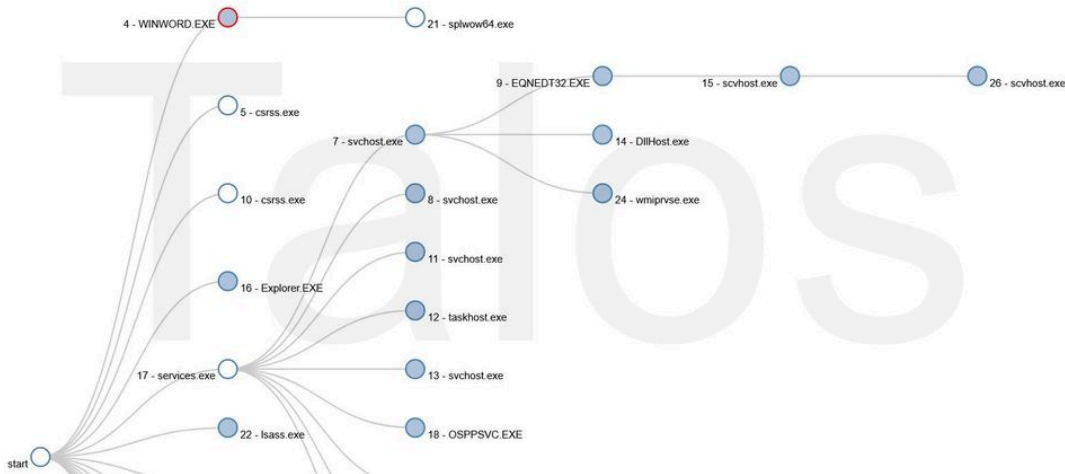 4 - WINWORD.EXE
21 - splwow64.exe
9 - EQNEDT32.EXE
15 - scvhost.exe
26 - scvhost.exe
5 - csrss.exe
7 - svchost.exe
14 - DllHost.exe
10 - csrss.exe
8 - svchost.exe
24 - wmiprvse.exe
11 - svchost.exe
16 - Explorer.EXE
12 - taskhost.exe
17 - services.exe
13 - svchost.exe
22 - lsass.exe
18 - OSPPSVC.EXE
start
Talos